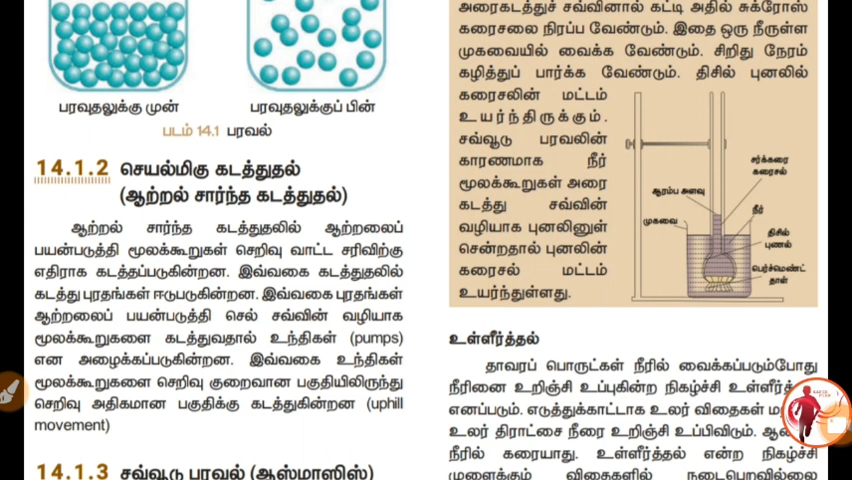 பரவுதலுக்கு முன்
பரவுதலுக்குப் பின்
படம் 14.1 பரவல்
14.1.2 செயல்மிகு கடத்துதல்
(ஆற்றல் சார்ந்த கடத்துதல்)
ஆற்றல் சார்ந்த கடத்துதலில் ஆற்றலைப்
பயன்படுத்தி மூலக்கூறுகள் செறிவு வாட்ட சரிவிற்கு
எதிராக கடத்தப்படுகின்றன. இவ்வகை கடத்துதலில்
கடத்து புரதங்கள் ஈடுபடுகின்றன. இவ்வகை புரதங்கள்
ஆற்றலைப் பயன்படுத்தி செல் சவ்வின் வழியாக
மூலக்கூறுகளை கடத்துவதால் உந்திகள் (pumps)
என அழைக்கப்படுகின்றன. இவ்வகை உந்திகள்
மூலக்கூறுகளை செறிவு குறைவான பகுதியிலிருந்து
செறிவு அதிகமான பகுதிக்கு கடத்துகின்றன (uphill
movement)
14.1.3 சவ்வூடு பரவல் (ஆஸ்மாஸிஸ்)
அரைகடத்துச் சவ்வினால் கட்டி அதில் சுக்ரோஸ்
கரைசலை நிரப்ப வேண்டும். இதை ஒரு நீருள்ள
முகவையில் வைக்க வேண்டும். சிறிது நேரம்
கழித்துப் பார்க்க வேண்டும். திசில் புனலில்
கரைசலின் மட்டம்
உயர்ந்திருக்கும்.
சவ்வூடு பரவலின்
காரணமாக நீர்
மூலக்கூறுகள் அரை
கடத்து சவ்வின்
வழியாக புனலினுள்
சென்றதால் புனலின்
கரைசல் மட்டம்
உயர்ந்துள்ளது.
சர்க்கரை
கரைசல்
ஆரம்ப அளவு
நீர்
முகவை
திசில்
புனல்
பெர்ச்மெண்ட்
தாள்
உள்ளீர்த்தல்
தாவரப் பொருட்கள் நீரில் வைக்கப்படும்போது
நீரினை உறிஞ்சி உப்புகின்ற நிகழ்ச்சி
எனப்படும். எடுத்துக்காட்டாக உலர் விதைகள்
உலர் திராட்சை நீரை உறிஞ்சி உப்பிவிடும்.
நீரில் கரையாது. உள்ளீர்த்தல் என்ற நிகழ்ச்சி
முளைக்கும் விதைகளில் நடைபெறவில்லை